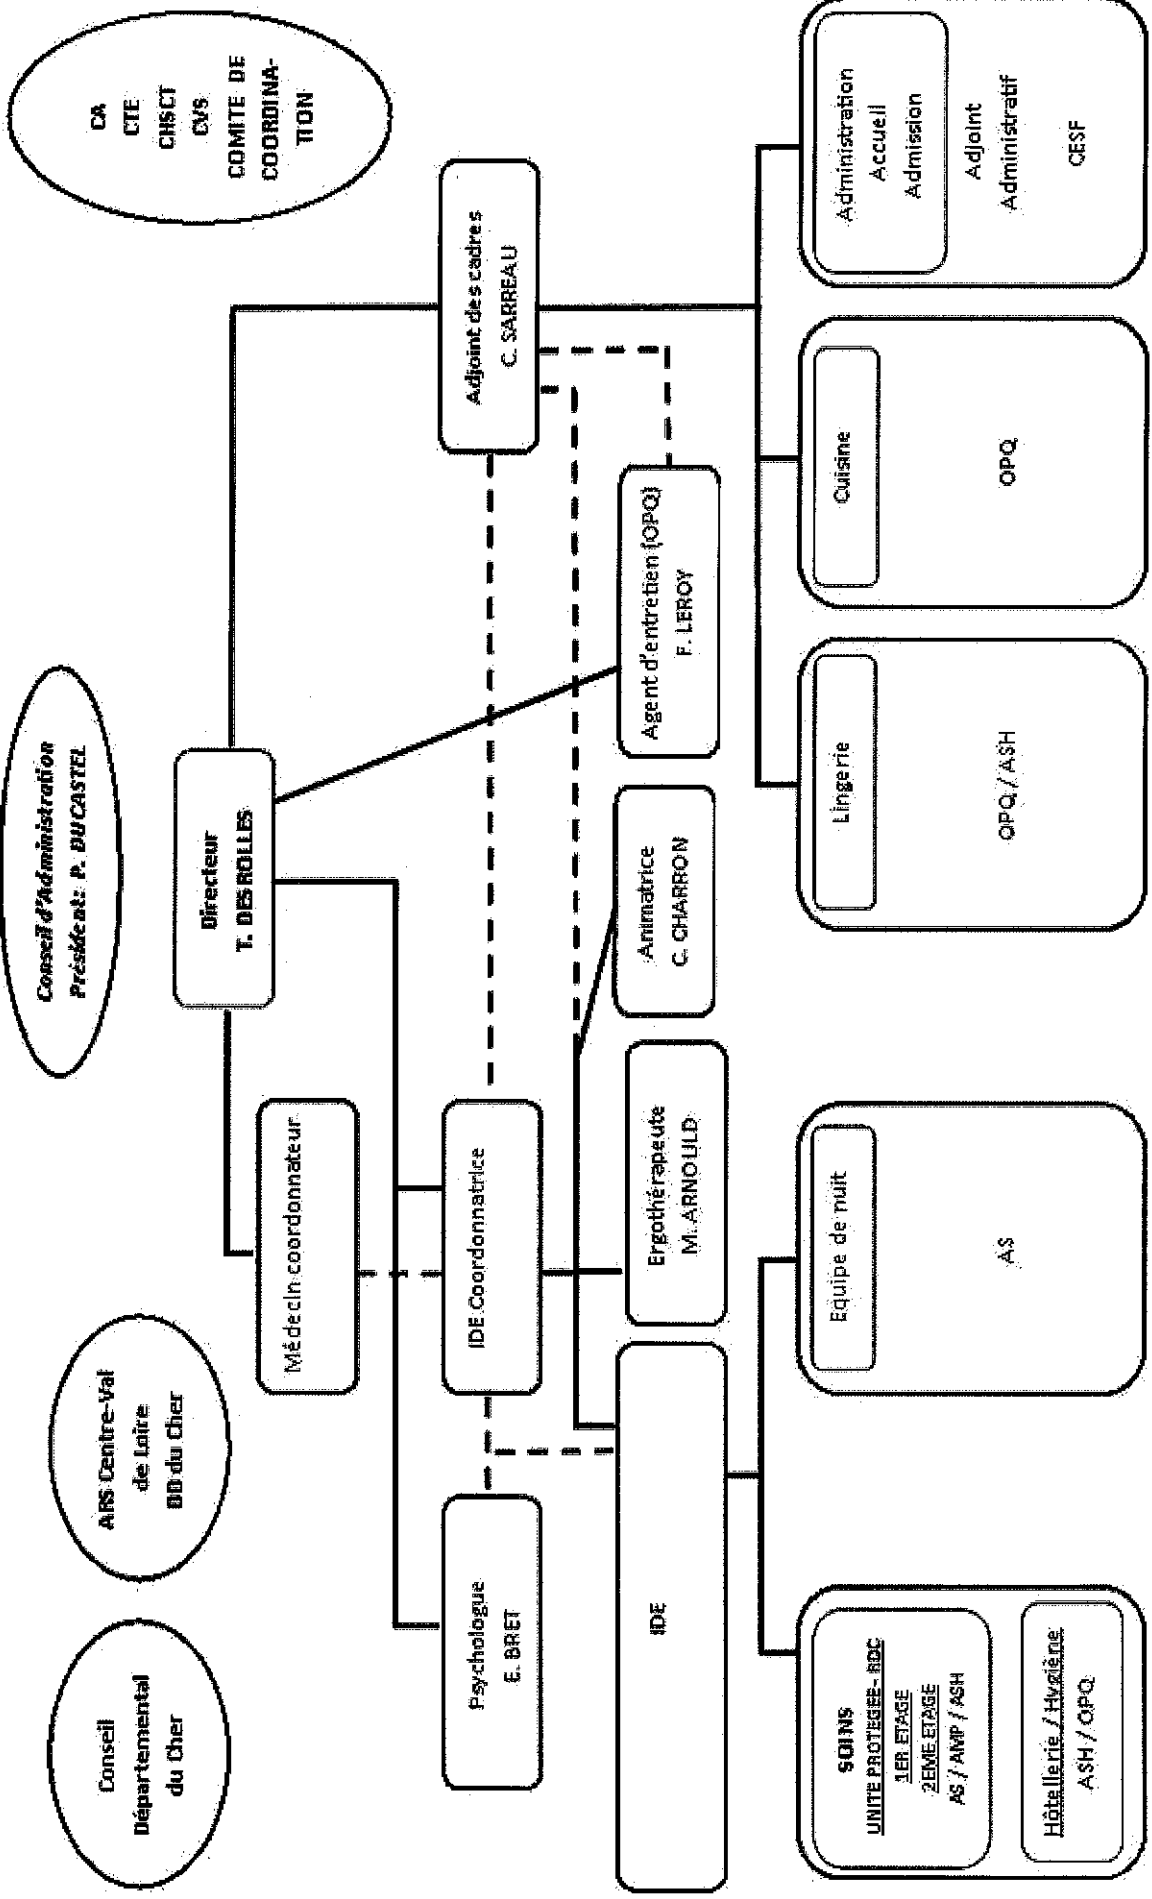 Conseil
Départemental
du Cher
ARS Centre-Val
de Loire
DD du Cher
Conseil d'Administration
Président : P. DUCASTEL
CA
CTE
CHSCT
CVS
COMITE DE
COORDINA-
TION
Directeur
T. DESROLLES
Médecin coordonnateur
Psychologue
E. BRET
IDE Coordonnatrice
Adjoint des cadres
C. SARREAU
IDE
Ergothérapeute
M. ARNOULD
Animatrice
C. CHARRON
Agent d'entretien (OPQ)
F. LEROY
SOINS
UNITE PROTEGEE- RDC
1ER ETAGE
2EME ETAGE
AS / AMP / ASH
Hôtellerie / Hygiène
ASH / OPQ
Equipe de nuit
AS
Lingerie
OPQ / ASH
Cuisine
OPQ
Administration
Accueil
Admission
Adjoint
Administratif
CESF